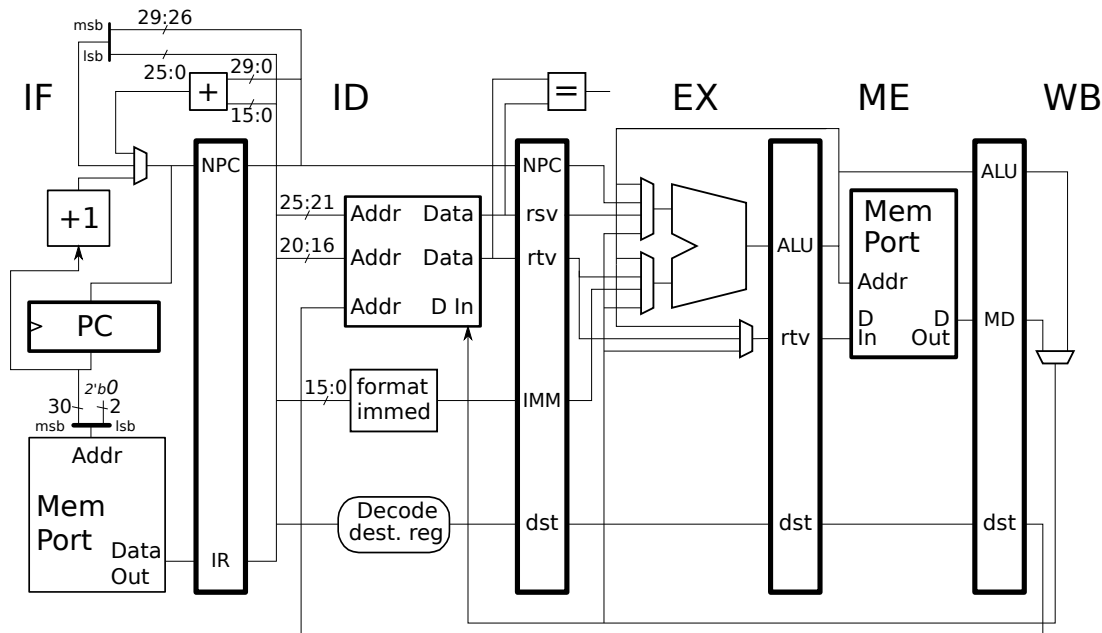 29:26
msb
lsb
25:0
29:0
15:0
+
=
IF
ID
EX
ME
WB
NPC
NPC
ALU
+1
25:21
Addr
Data
rsv
Mem
Port
20:16
Addr
Data
rtv
ALU
Addr
Addr
D In
PC
D
In
D
Out
MD
rtv
2'b0
30
2
msb
lsb
15:0
format
immed
IMM
Addr
Mem
Port
Data
Out
IR
Decode
dest. reg
dst
dst
dst